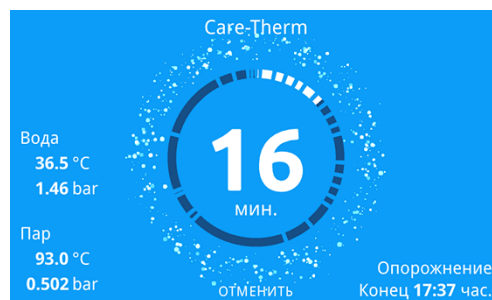 Care-Therm
Вода
36.5 °C
1.46 bar
16
мин.
Пар
93.0 °C
0.502 bar
ОТМЕНИТЬ
Опорожнение
Конец 17:37 час.